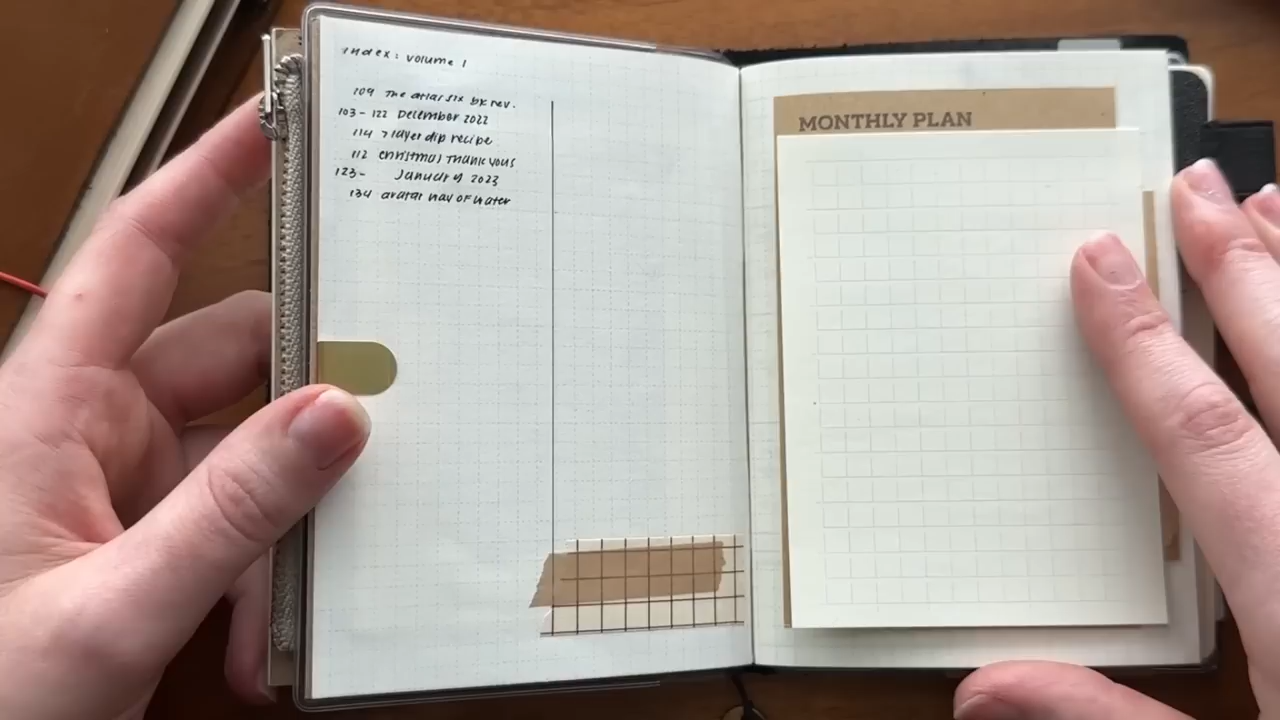 index: volume 1
109 the atlas six bk rev.
103- 122 December 2022
114 7 layer dip recipe
112 christmas thank yous
123- January 2023
134 avatar way of water
MONTHLY PLAN